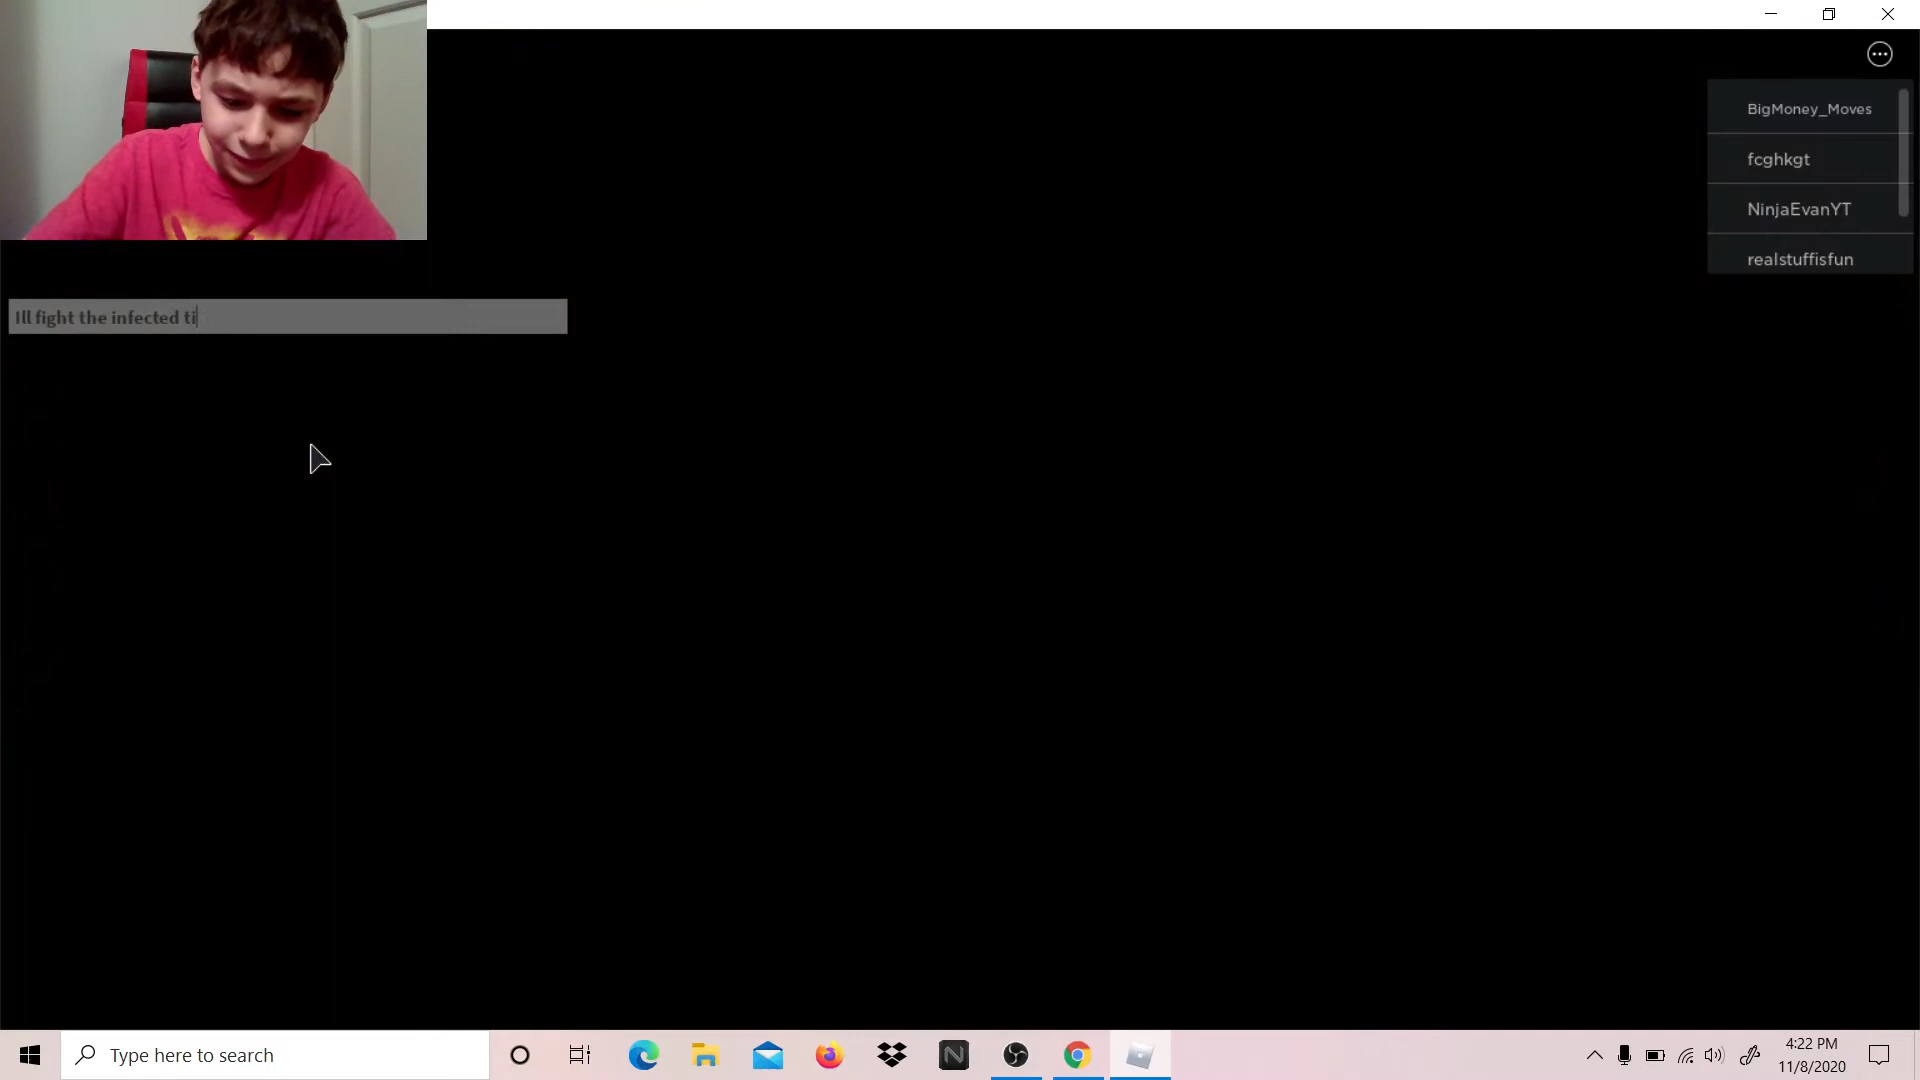 BigMoney_Moves
fcghkgt
NinjaEvanYT
realstuffisfun
Ill fight the infected ti
Type here to search
4:22 PM
11/8/2020